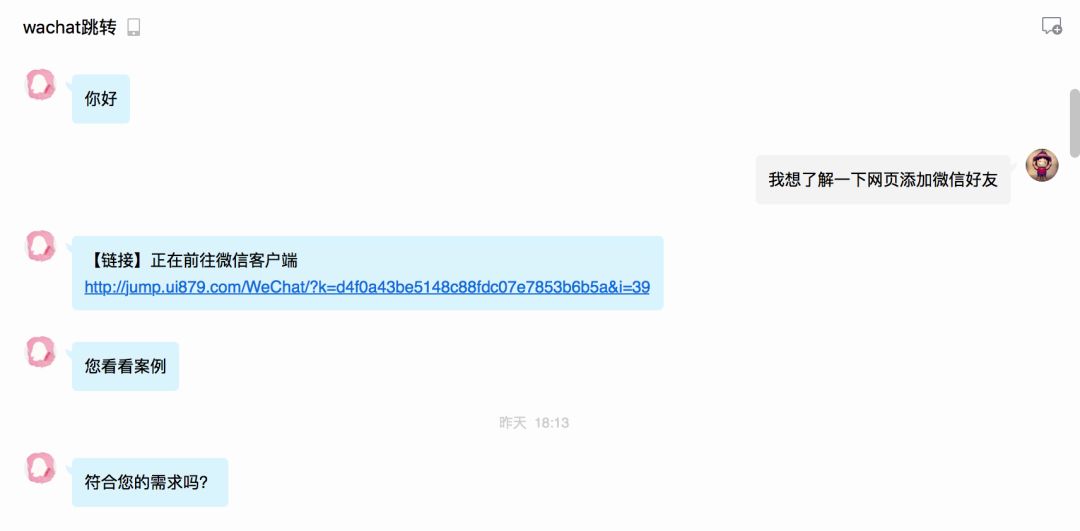 wachat跳转
你好
我想了解一下网页添加微信好友
【链接】正在前往微信客户端
http://jump.ui879.com/WeChat/?k=d4f0a43be5148c88fdc07e7853b6b5a&i=39
您看看案例
昨天 18:13
符合您的需求吗?